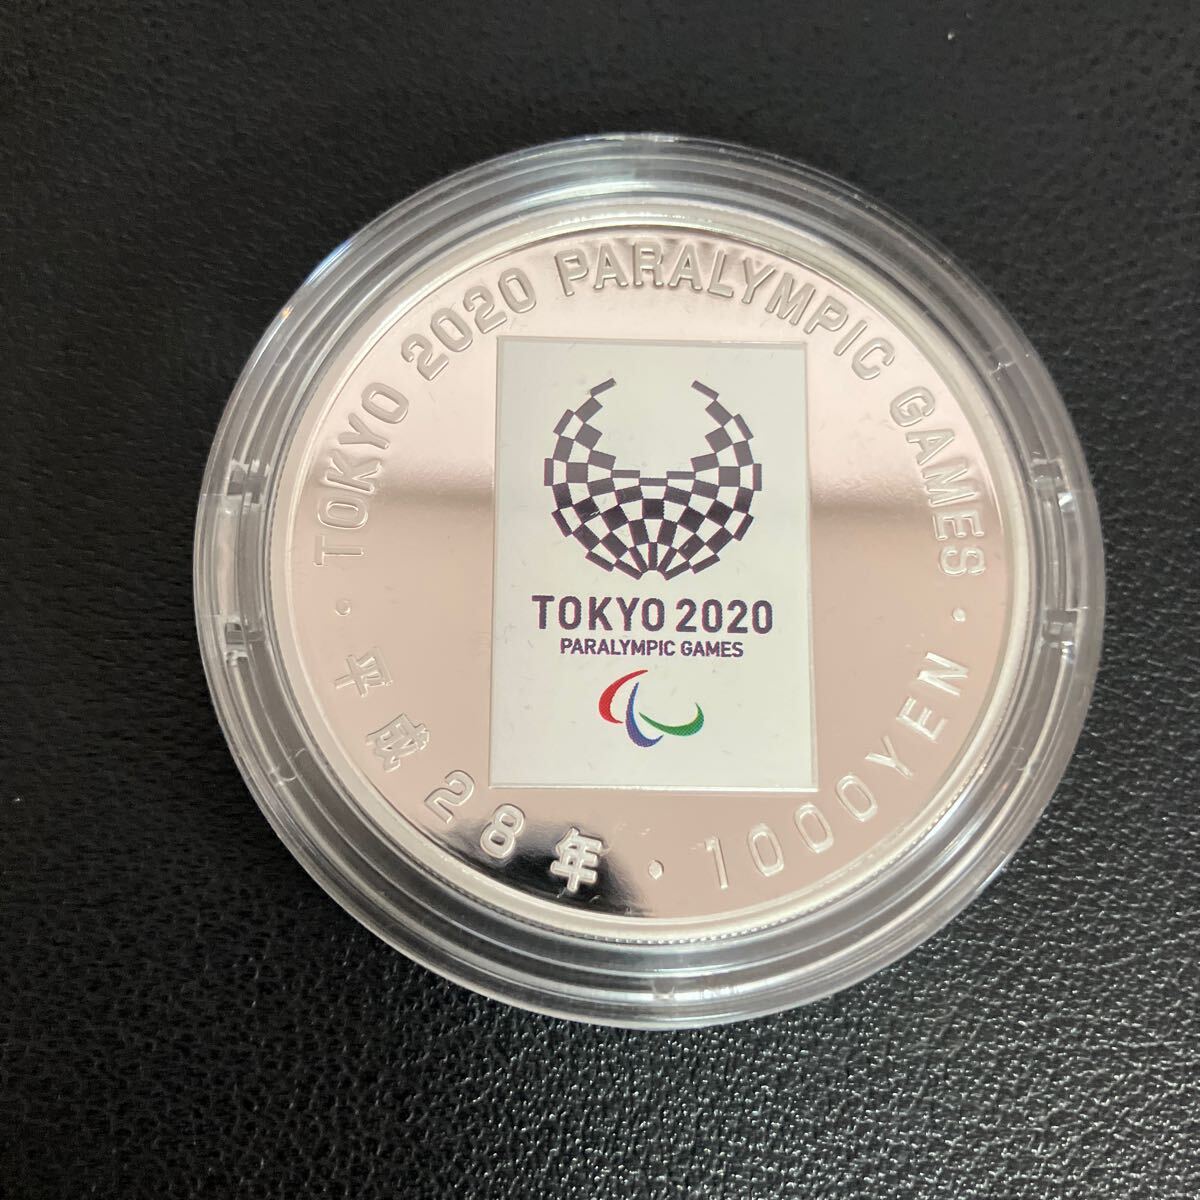 TOKYO 2020 PARALYMPIC GAMES
TOKYO 2020
PARALYMPIC GAMES
平成28年・1000YEN